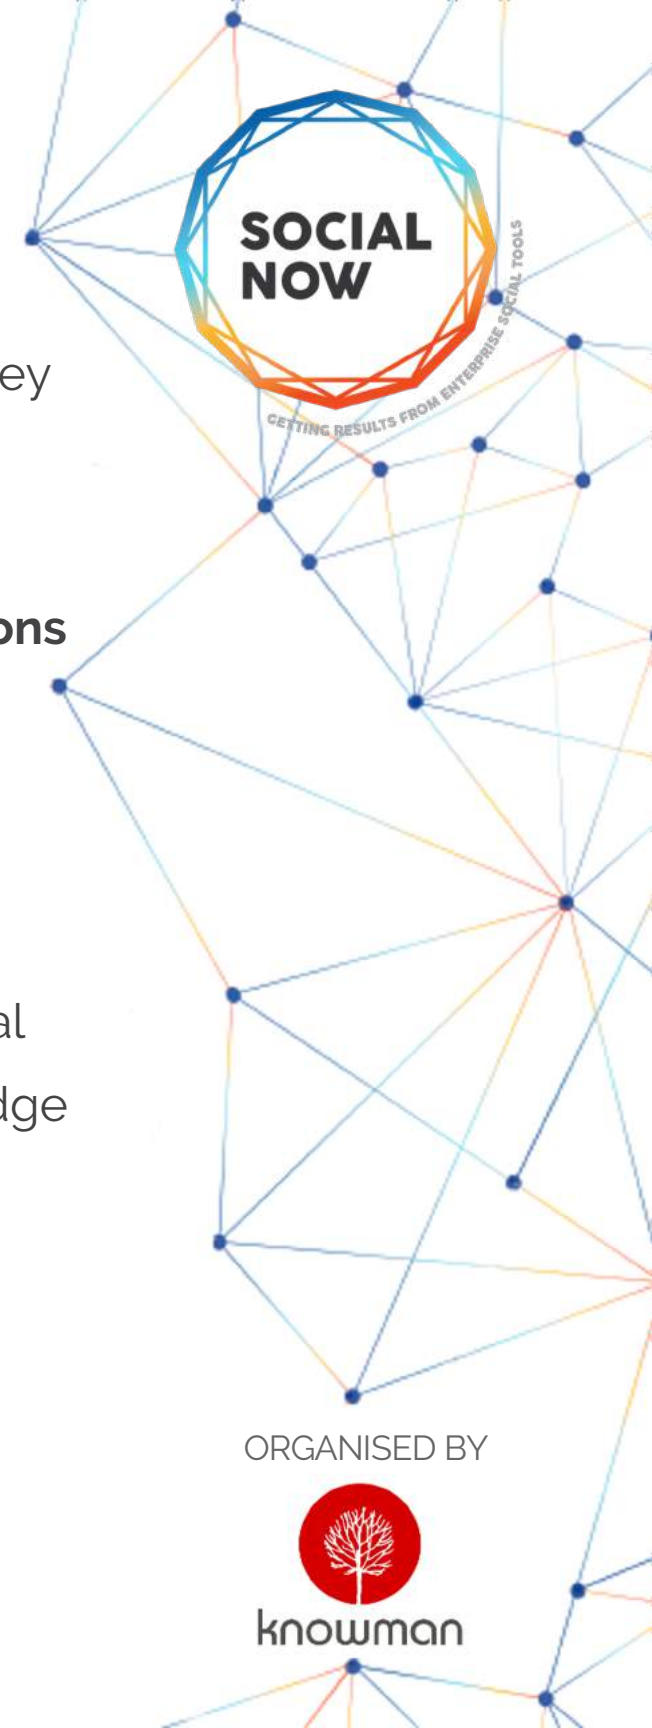 SOCIAL
NOW
GETTING RESULTS FROM ENTERPRISE SOCIAL TOOLS
ey
ons
al
dge
ORGANISED BY
knowman